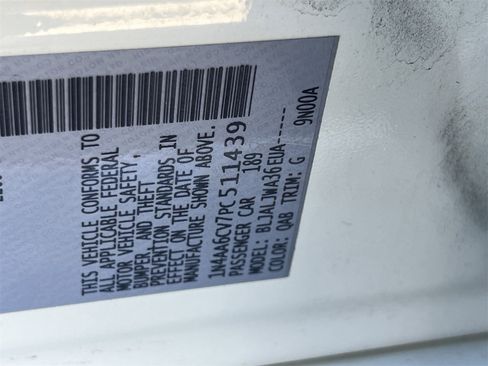 THIS VEHICLE CONFORMS TO
ALL APPLICABLE FEDERAL
MOTOR VEHICLE SAFETY,
BUMPER, AND THEFT
PREVENTION STANDARDS IN
EFFECT ON THE DATE OF
MANUFACTURE SHOWN ABOVE.
1N4AA6CV7PC511439
PASSENGER CAR 189
MODEL: BLJALJWA36EUA-----
COLOR: QAB TRIM: G 9N00A